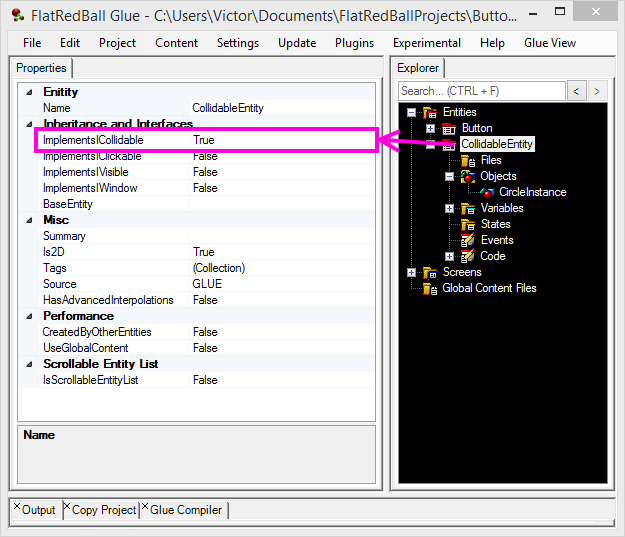 FlatRedBall Glue - C:\Users\Victor\Documents\FlatRedBallProjects\Butto...
File Edit Project Content Settings Update Plugins Experimental Help Glue View
Properties
Enitity
Name CollidableEntity
Inheritance and Interfaces
ImplementsICollidable True
ImplementsIClickable False
ImplementsIVisible False
ImplementsIWindow False
BaseEntity
Misc
Summary
Is2D True
Tags (Collection)
Source GLUE
HasAdvancedInterpolations False
Performance
CreatedByOtherEntities False
UseGlobalContent False
Scrollable Entity List
IsScrollableEntityList False
Name
Explorer
Search... (CTRL + F) < >
Entities
Button
CollidableEntity
Files
Objects
CircleInstance
Variables
States
Events
Code
Screens
Global Content Files
Output Copy Project Glue Compiler